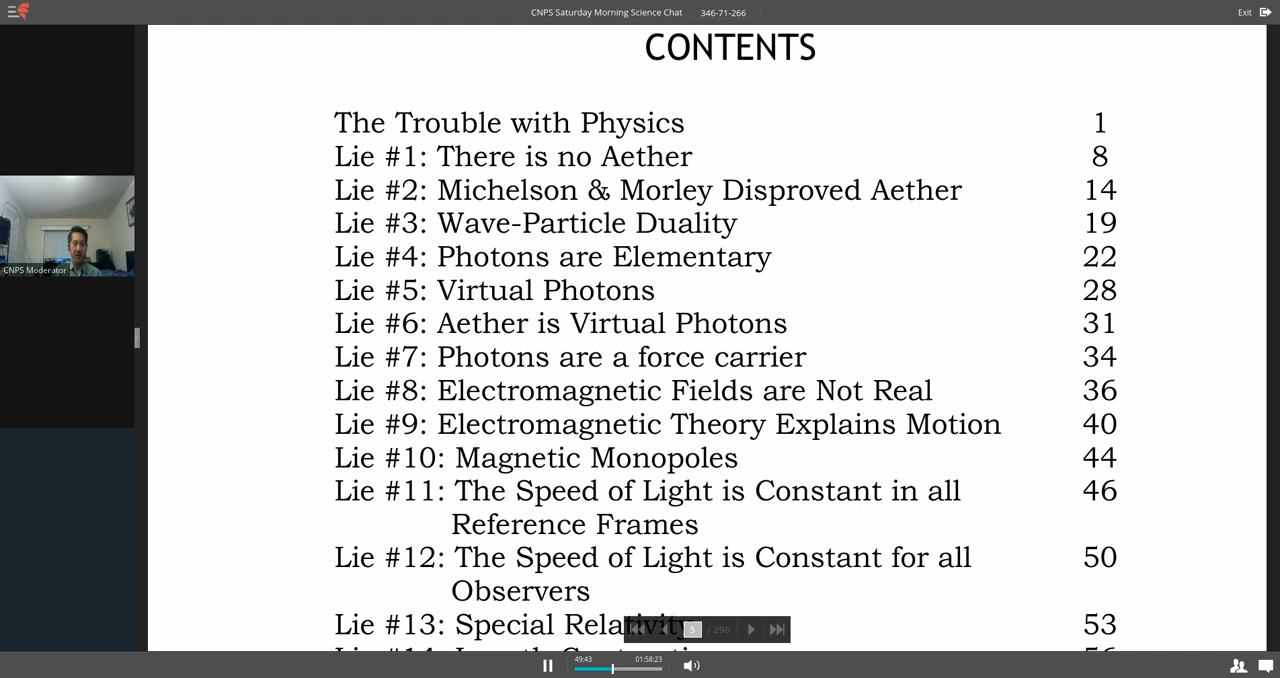 CNPS Saturday Morning Science Chat 346-71-266 Exit
CONTENTS
The Trouble with Physics 1
Lie #1: There is no Aether 8
Lie #2: Michelson & Morley Disproved Aether 14
Lie #3: Wave-Particle Duality 19
Lie #4: Photons are Elementary 22
CNPS Moderator
Lie #5: Virtual Photons 28
Lie #6: Aether is Virtual Photons 31
Lie #7: Photons are a force carrier 34
Lie #8: Electromagnetic Fields are Not Real 36
Lie #9: Electromagnetic Theory Explains Motion 40
Lie #10: Magnetic Monopoles 44
Lie #11: The Speed of Light is Constant in all 46
Reference Frames
Lie #12: The Speed of Light is Constant for all 50
Observers
Lie #13: Special Relativity 53
5 / 290
49:43 01:58:23